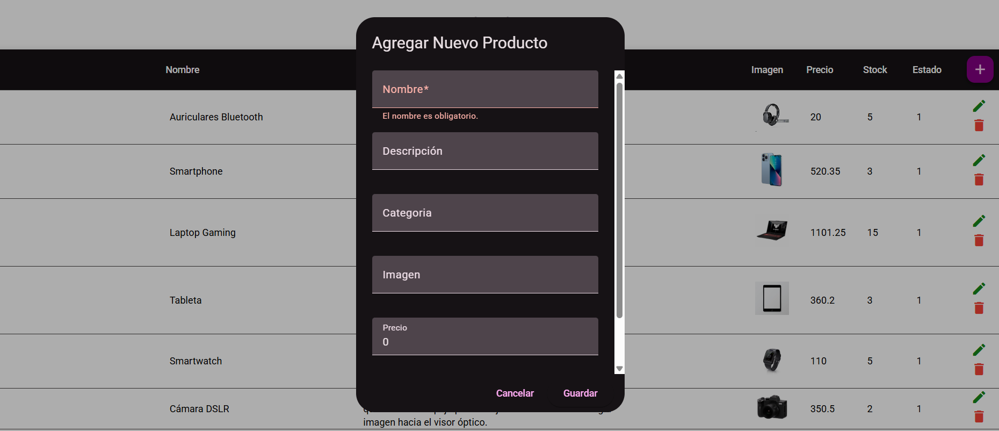 Agregar Nuevo Producto
Nombre Imagen Precio Stock Estado
Nombre*
El nombre es obligatorio.
Descripción
Categoria
Imagen
Precio
0
Cancelar Guardar
Auriculares Bluetooth 20 5 1
Smartphone 520.35 3 1
Laptop Gaming 1101.25 15 1
Tableta 360.2 3 1
Smartwatch 110 5 1
Cámara DSLR 350.5 2 1
imagen hacia el visor óptico.